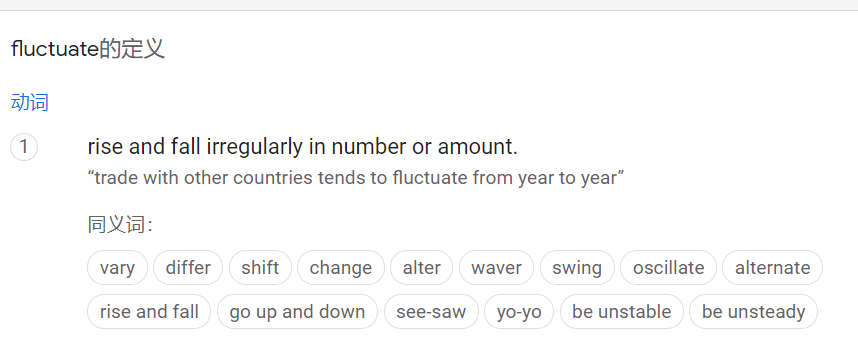 fluctuate的定义
动词
1 rise and fall irregularly in number or amount.
“trade with other countries tends to fluctuate from year to year”
同义词：
vary differ shift change alter waver swing oscillate alternate
rise and fall go up and down see-saw yo-yo be unstable be unsteady